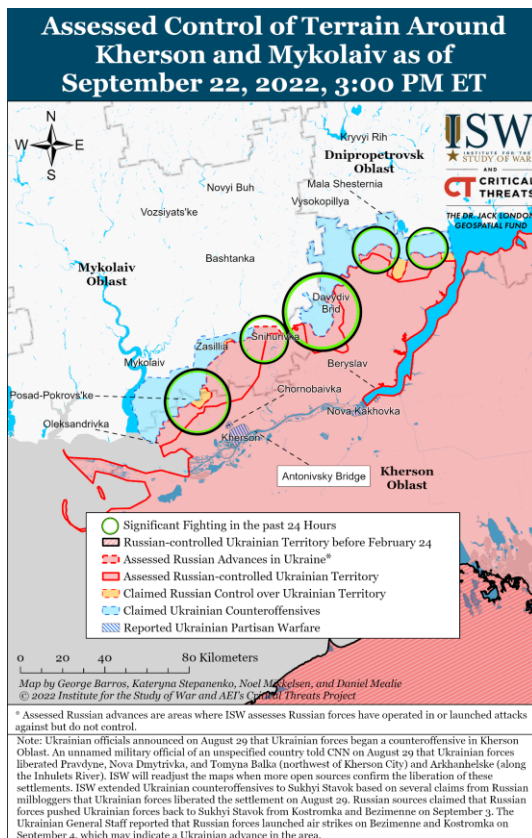 Assessed Control of Terrain Around
Kherson and Mykolaiv as of
September 22, 2022, 3:00 PM ET
N
W E
S
ISW
INSTITUTE FOR THE
STUDY OF WAR
AND
CT CRITICAL
THREATS
THE DR. JACK LONDON
GEOSPATIAL FUND
Kryvyi Rih
Dnipropetrovsk
Oblast
Mala Shesternia
Novyi Buh
Vysokopillya
Vozsiyats'ke
Bashtanka
Mykolaiv
Oblast
Davydiv
Brid
Snihurivka
Zasillia
Mykolaiv
Beryslav
Posad-Pokrovs'ke
Chornobaivka
Nova Kakhovka
Oleksandrivka
Kherson
Kherson
Oblast
Antonivsky Bridge
Significant Fighting in the past 24 Hours
Russian-controlled Ukrainian Territory before February 24
Assessed Russian Advances in Ukraine*
Assessed Russian-controlled Ukrainian Territory
Claimed Russian Control over Ukrainian Territory
Claimed Ukrainian Counteroffensives
Reported Ukrainian Partisan Warfare
0 20 40 80 Kilometers
Map by George Barros, Kateryna Stepanenko, Noel Mikkelsen, and Daniel Mealie
© 2022 Institute for the Study of War and AEI's Critical Threats Project
* Assessed Russian advances are areas where ISW assesses Russian forces have operated in or launched attacks
against but do not control.
Note: Ukrainian officials announced on August 29 that Ukrainian forces began a counteroffensive in Kherson
Oblast. An unnamed military official of an unspecified country told CNN on August 29 that Ukrainian forces
liberated Pravdyne, Nova Dmytrivka, and Tomyna Balka (northwest of Kherson City) and Arkhanhelske (along
the Inhulets River). ISW will readjust the maps when more open sources confirm the liberation of these
settlements. ISW extended Ukrainian counteroffensives to Sukhyi Stavok based on several claims from Russian
milbloggers that Ukrainian forces liberated the settlement on August 29. Russian sources claimed that Russian
forces pushed Ukrainian forces back to Sukhyi Stavok from Kostromka and Bezimenne on September 3. The
Ukrainian General Staff reported that Russian forces launched air strikes on Bezimenne and Kostromka on
September 4, which may indicate a Ukrainian advance in the area.